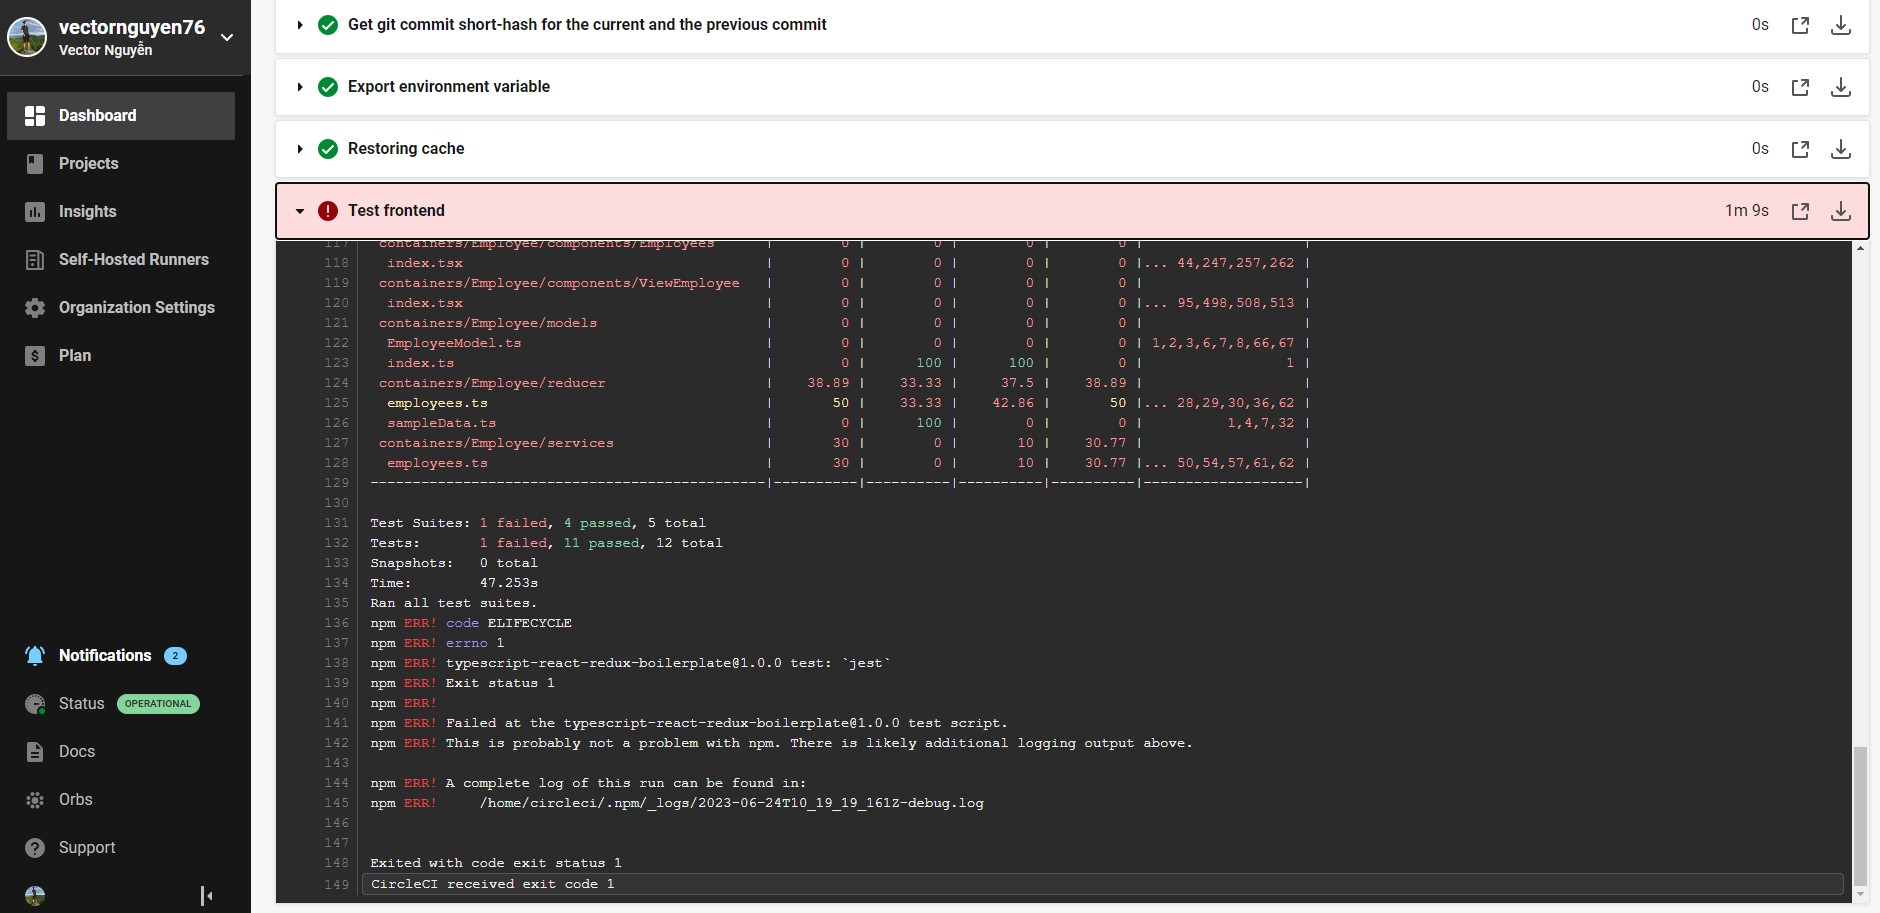 vectornguyen76
Vector Nguyễn
Dashboard
Projects
Insights
Self-Hosted Runners
Organization Settings
Plan
Notifications 2
Status OPERATIONAL
Docs
Orbs
Support
Get git commit short-hash for the current and the previous commit 0s
Export environment variable 0s
Restoring cache 0s
Test frontend 1m 9s
117 containers/Employee/components/Employees | 0 | 0 | 0 | 0 | |
118 index.tsx | 0 | 0 | 0 | 0 |... 44,247,257,262 |
119 containers/Employee/components/ViewEmployee | 0 | 0 | 0 | 0 | |
120 index.tsx | 0 | 0 | 0 | 0 |... 95,498,508,513 |
121 containers/Employee/models | 0 | 0 | 0 | 0 | |
122 EmployeeModel.ts | 0 | 0 | 0 | 0 | 1,2,3,6,7,8,66,67 |
123 index.ts | 0 | 100 | 100 | 0 | 1 |
124 containers/Employee/reducer | 38.89 | 33.33 | 37.5 | 38.89 | |
125 employees.ts | 50 | 33.33 | 42.86 | 50 |... 28,29,30,36,62 |
126 sampleData.ts | 0 | 100 | 0 | 0 | 1,4,7,32 |
127 containers/Employee/services | 30 | 0 | 10 | 30.77 | |
128 employees.ts | 30 | 0 | 10 | 30.77 |... 50,54,57,61,62 |
129 -----------------------------------------------|----------|----------|----------|----------|-------------------|
130
131 Test Suites: 1 failed, 4 passed, 5 total
132 Tests: 1 failed, 11 passed, 12 total
133 Snapshots: 0 total
134 Time: 47.253s
135 Ran all test suites.
136 npm ERR! code ELIFECYCLE
137 npm ERR! errno 1
138 npm ERR! typescript-react-redux-boilerplate@1.0.0 test: `jest`
139 npm ERR! Exit status 1
140 npm ERR!
141 npm ERR! Failed at the typescript-react-redux-boilerplate@1.0.0 test script.
142 npm ERR! This is probably not a problem with npm. There is likely additional logging output above.
143
144 npm ERR! A complete log of this run can be found in:
145 npm ERR! /home/circleci/.npm/_logs/2023-06-24T10_19_19_161Z-debug.log
146
147
148 Exited with code exit status 1
149 CircleCI received exit code 1